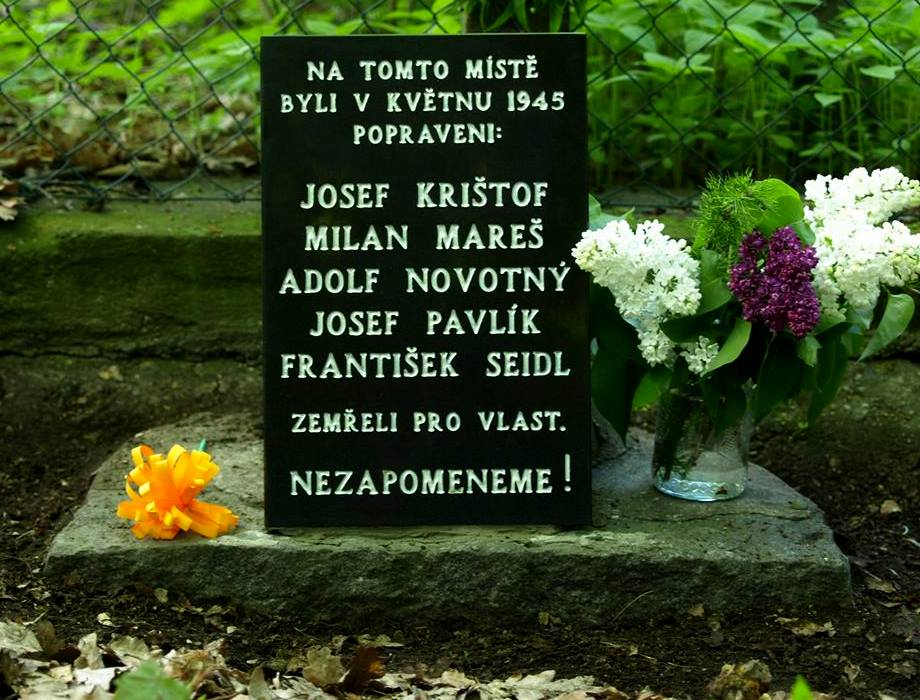 NA TOMTO MÍSTĚ
BYLI V KVĚTNU 1945
POPRAVENI:
JOSEF KRIŠTOF
MILAN MAREŠ
ADOLF NOVOTNÝ
JOSEF PAVLÍK
FRANTIŠEK SEIDL
ZEMŘELI PRO VLAST.
NEZAPOMENEME!